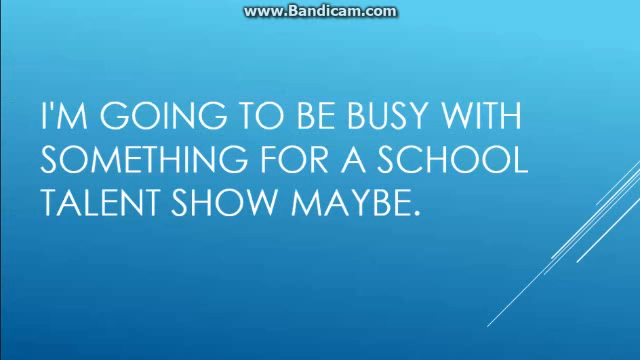 www.Bandicam.com
I'M GOING TO BE BUSY WITH
SOMETHING FOR A SCHOOL
TALENT SHOW MAYBE.